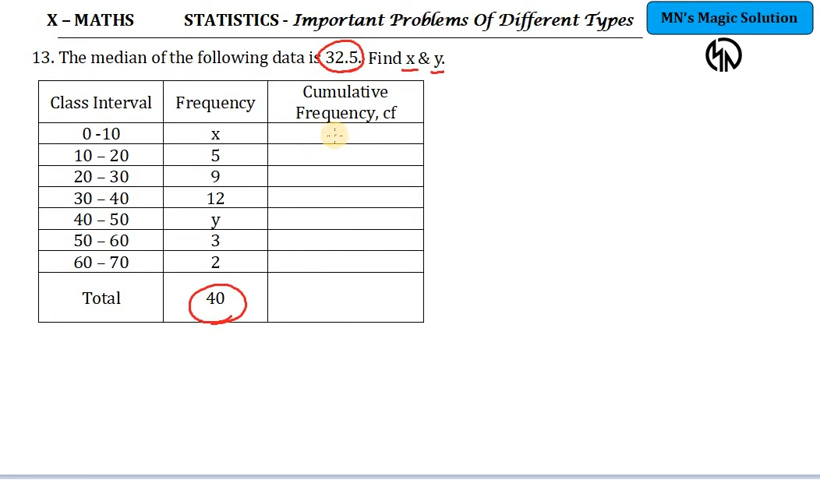 X – MATHS STATISTICS - Important Problems Of Different Types MN's Magic Solution
13. The median of the following data is 32.5. Find x & y.
Class Interval Frequency Cumulative Frequency, cf
0 -10 x
10 – 20 5
20 – 30 9
30 – 40 12
40 – 50 y
50 – 60 3
60 – 70 2
Total 40